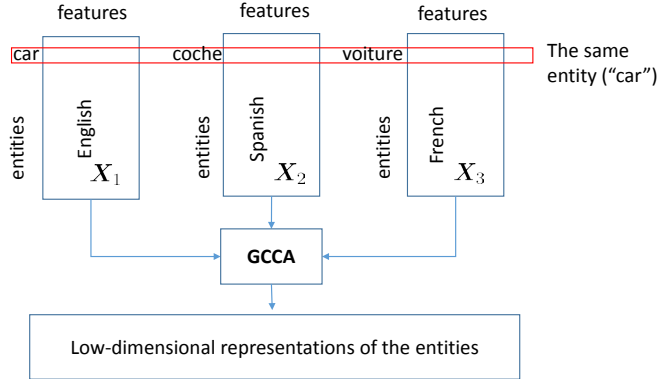 features
features
features
car
coche
voiture
The same
entity ("car")
entities
English
X₁
entities
Spanish
X₂
entities
French
X₃
GCCA
Low-dimensional representations of the entities